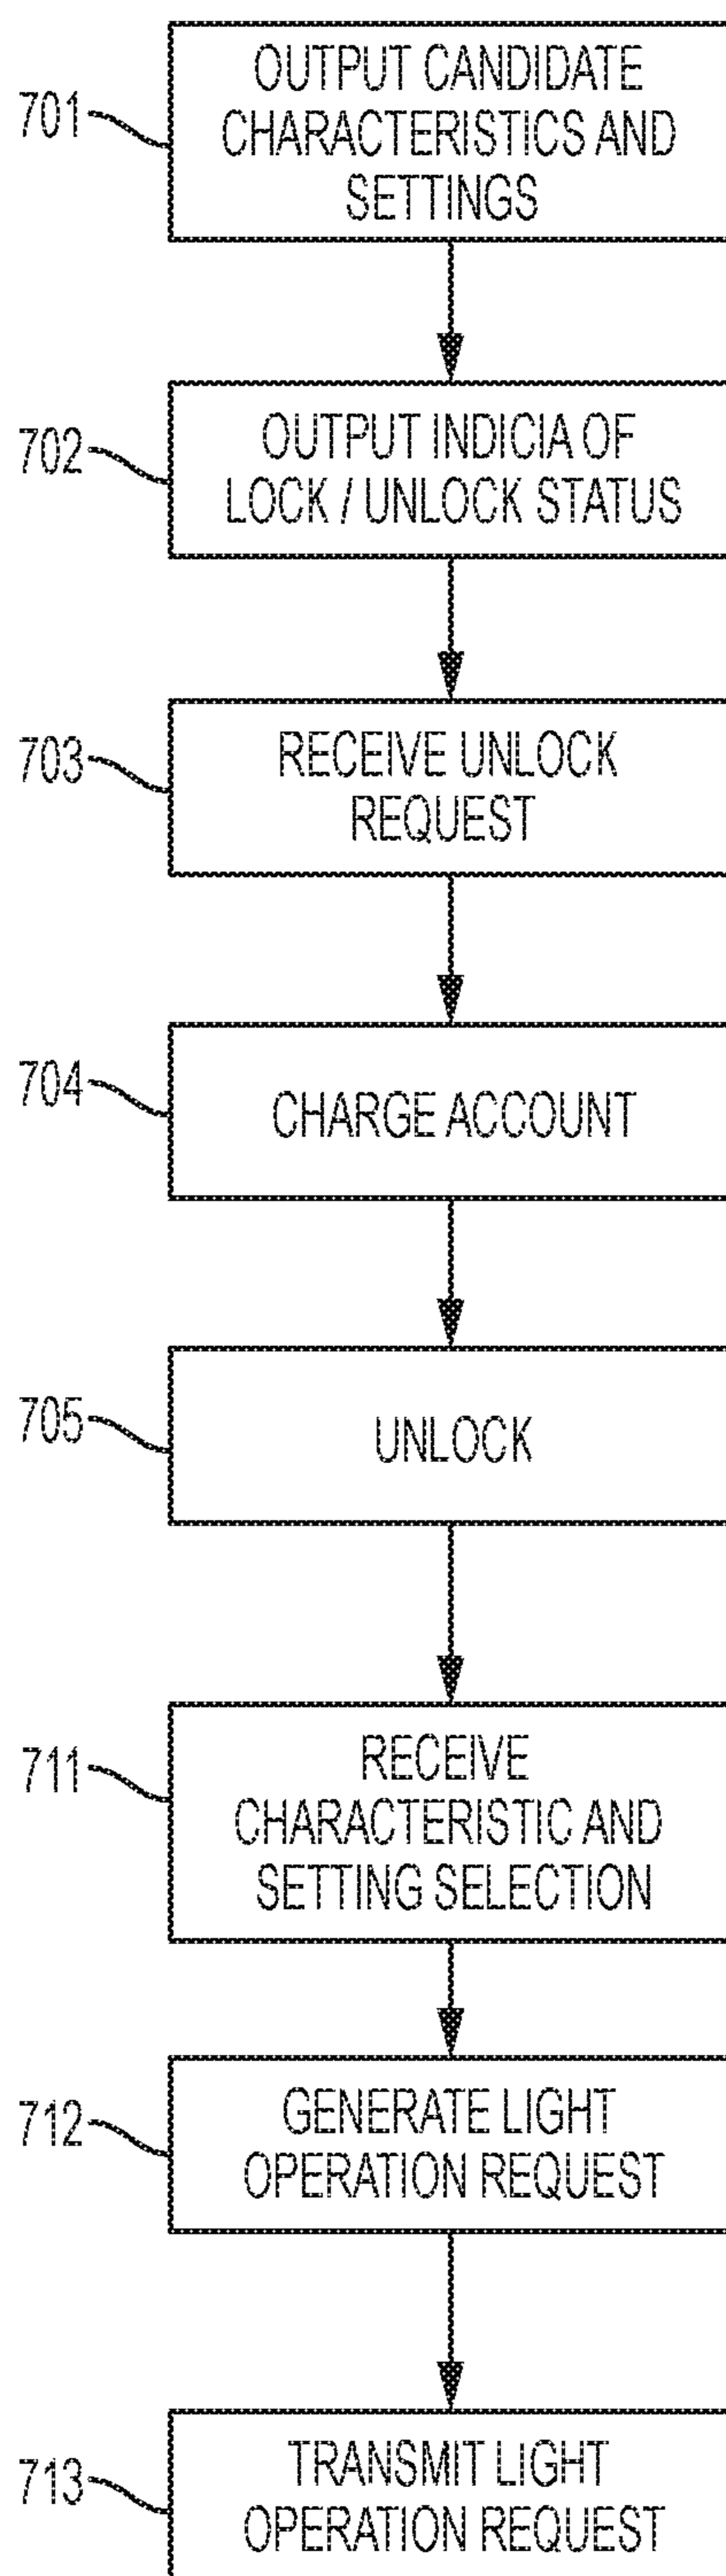 701
OUTPUT CANDIDATE
CHARACTERISTICS AND
SETTINGS
702
OUTPUT INDICIA OF
LOCK / UNLOCK STATUS
703
RECEIVE UNLOCK
REQUEST
704
CHARGE ACCOUNT
705
UNLOCK
711
RECEIVE
CHARACTERISTIC AND
SETTING SELECTION
712
GENERATE LIGHT
OPERATION REQUEST
713
TRANSMIT LIGHT
OPERATION REQUEST